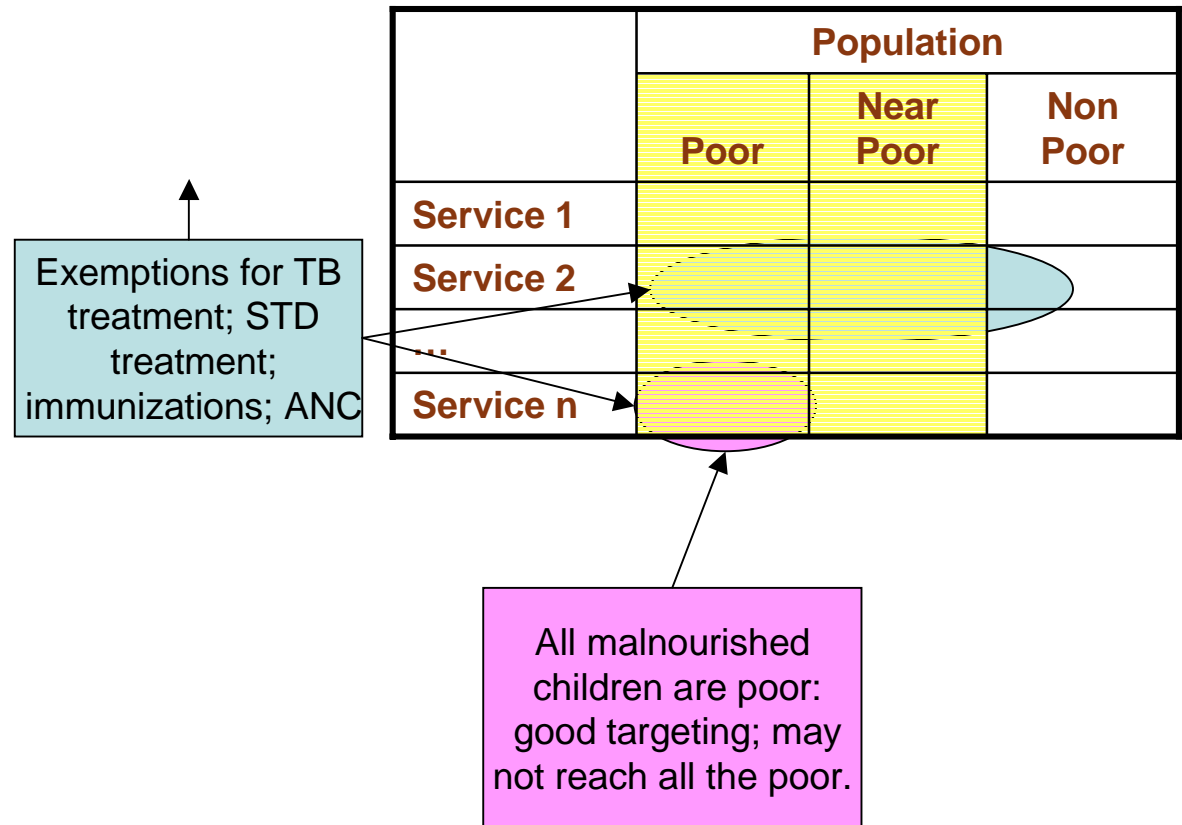 Population
Poor
Near
Poor
Non
Poor
Service 1
Service 2
...
Service n
Exemptions for TB
treatment; STD
treatment;
immunizations; ANC
All malnourished
children are poor:
good targeting; may
not reach all the poor.